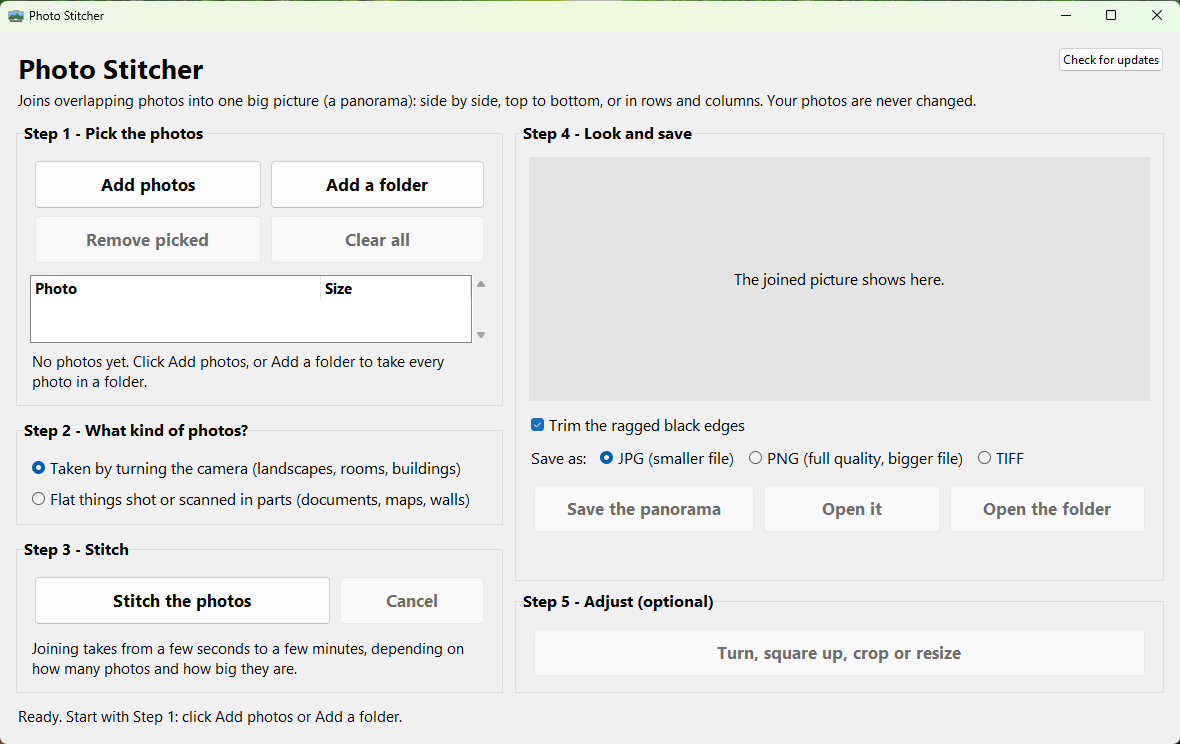 Photo Stitcher
Photo Stitcher
Check for updates
Joins overlapping photos into one big picture (a panorama): side by side, top to bottom, or in rows and columns. Your photos are never changed.
Step 1 - Pick the photos
Add photos
Add a folder
Remove picked
Clear all
Photo
Size
No photos yet. Click Add photos, or Add a folder to take every
photo in a folder.
Step 2 - What kind of photos?
Taken by turning the camera (landscapes, rooms, buildings)
Flat things shot or scanned in parts (documents, maps, walls)
Step 3 - Stitch
Stitch the photos
Cancel
Joining takes from a few seconds to a few minutes, depending on
how many photos and how big they are.
Step 4 - Look and save
The joined picture shows here.
Trim the ragged black edges
Save as: JPG (smaller file) PNG (full quality, bigger file) TIFF
Save the panorama
Open it
Open the folder
Step 5 - Adjust (optional)
Turn, square up, crop or resize
Ready. Start with Step 1: click Add photos or Add a folder.